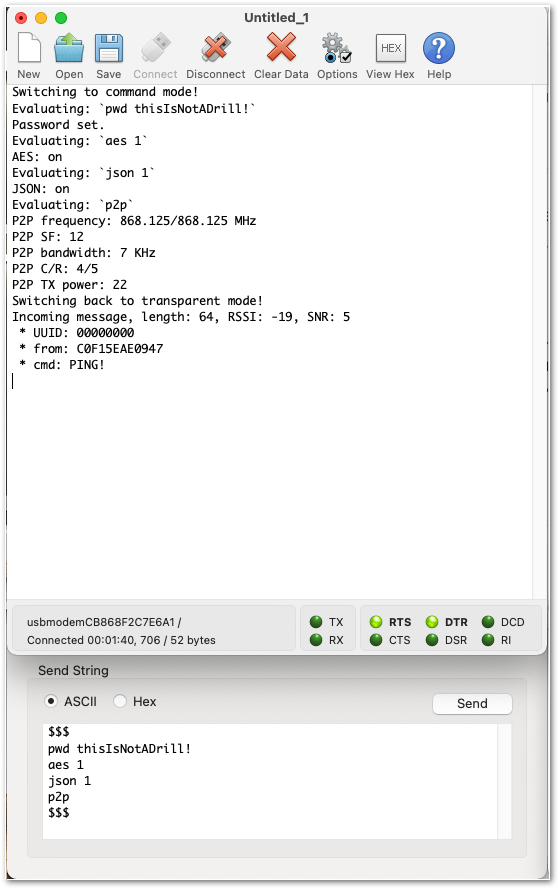 Untitled_1
New Open Save Connect Disconnect Clear Data Options View Hex Help
HEX
Switching to command mode!
Evaluating: `pwd thisIsNotADrill!`
Password set.
Evaluating: `aes 1`
AES: on
Evaluating: `json 1`
JSON: on
Evaluating: `p2p`
P2P frequency: 868.125/868.125 MHz
P2P SF: 12
P2P bandwidth: 7 KHz
P2P C/R: 4/5
P2P TX power: 22
Switching back to transparent mode!
Incoming message, length: 64, RSSI: -19, SNR: 5
* UUID: 00000000
* from: C0F15EAE0947
* cmd: PING!
usbmodemCB868F2C7E6A1 /
Connected 00:01:40, 706 / 52 bytes
TX RTS DTR DCD
RX CTS DSR RI
Send String
ASCII Hex Send
$$$
pwd thisIsNotADrill!
aes 1
json 1
p2p
$$$